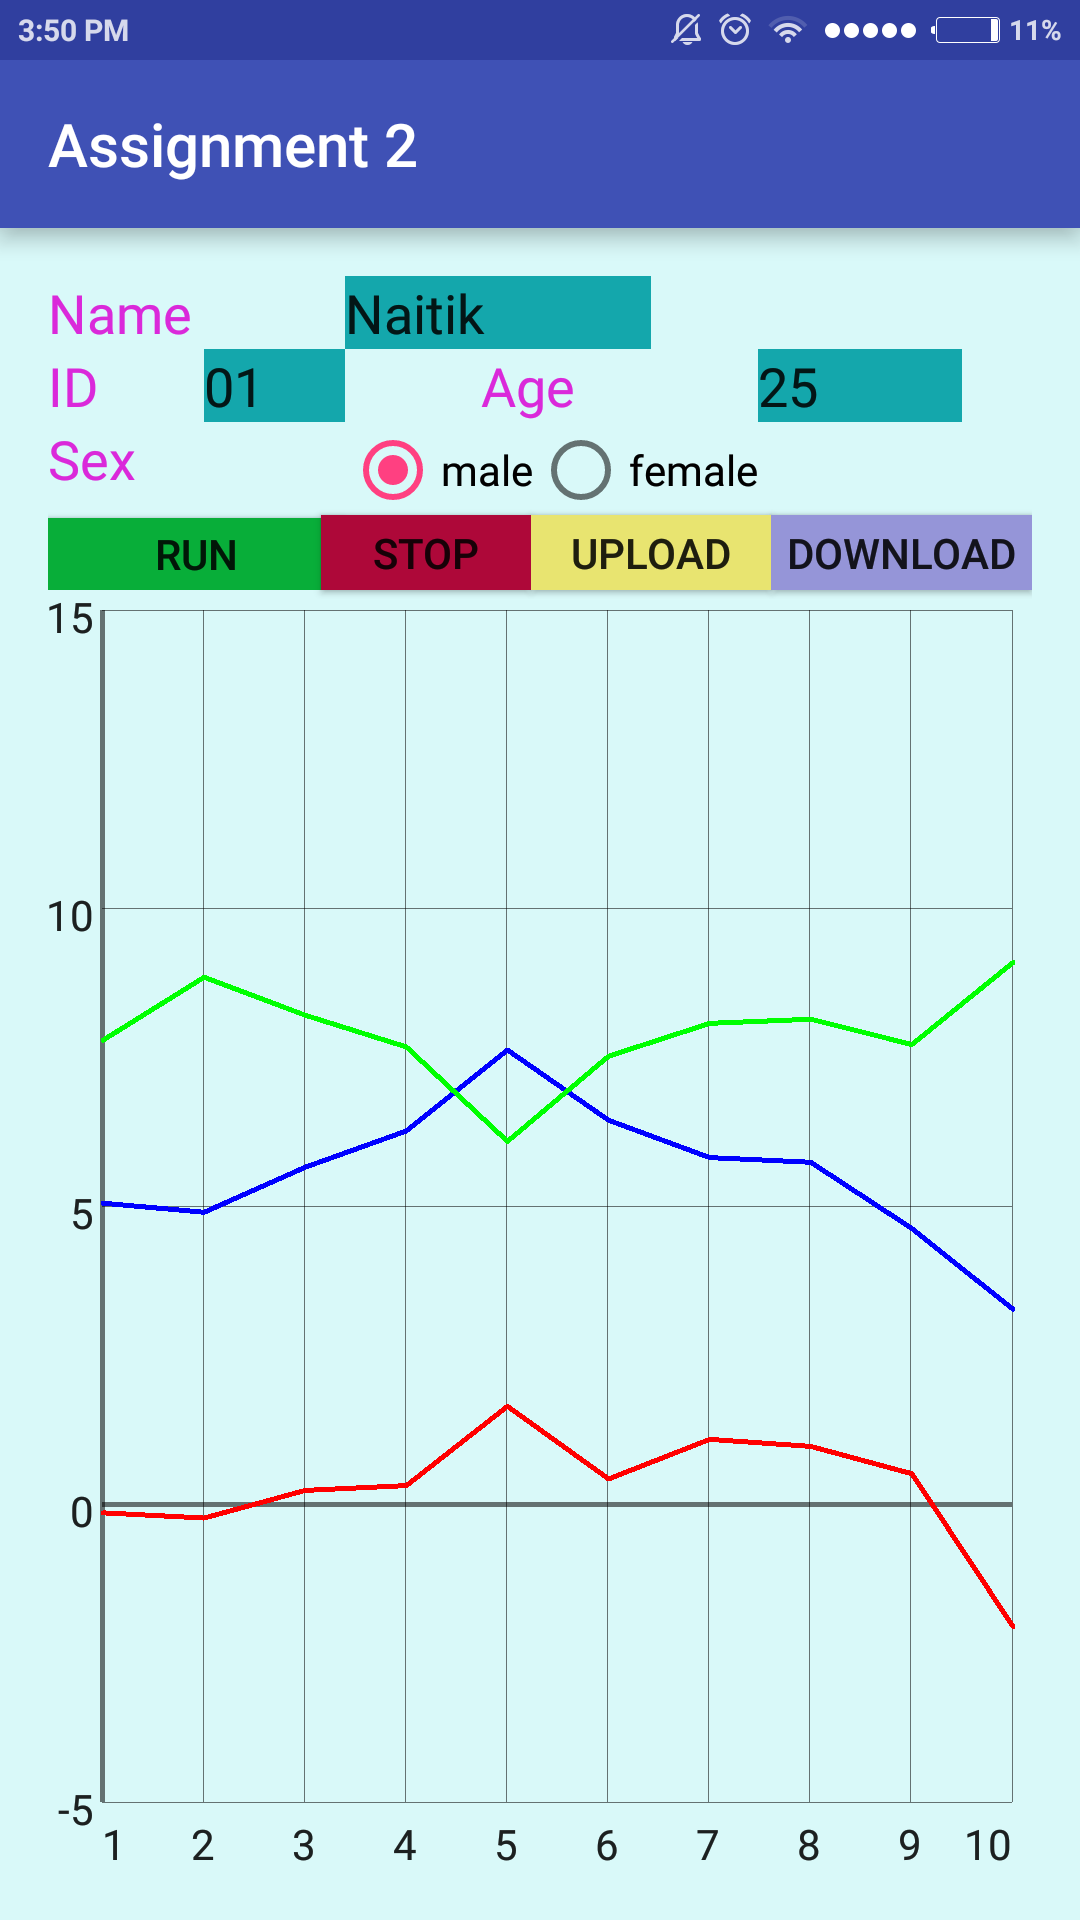 3:50 PM 11%
Assignment 2
Name Naitik
ID 01 Age 25
Sex male female
RUN STOP UPLOAD DOWNLOAD
15
10
5
0
-5
1 2 3 4 5 6 7 8 9 10